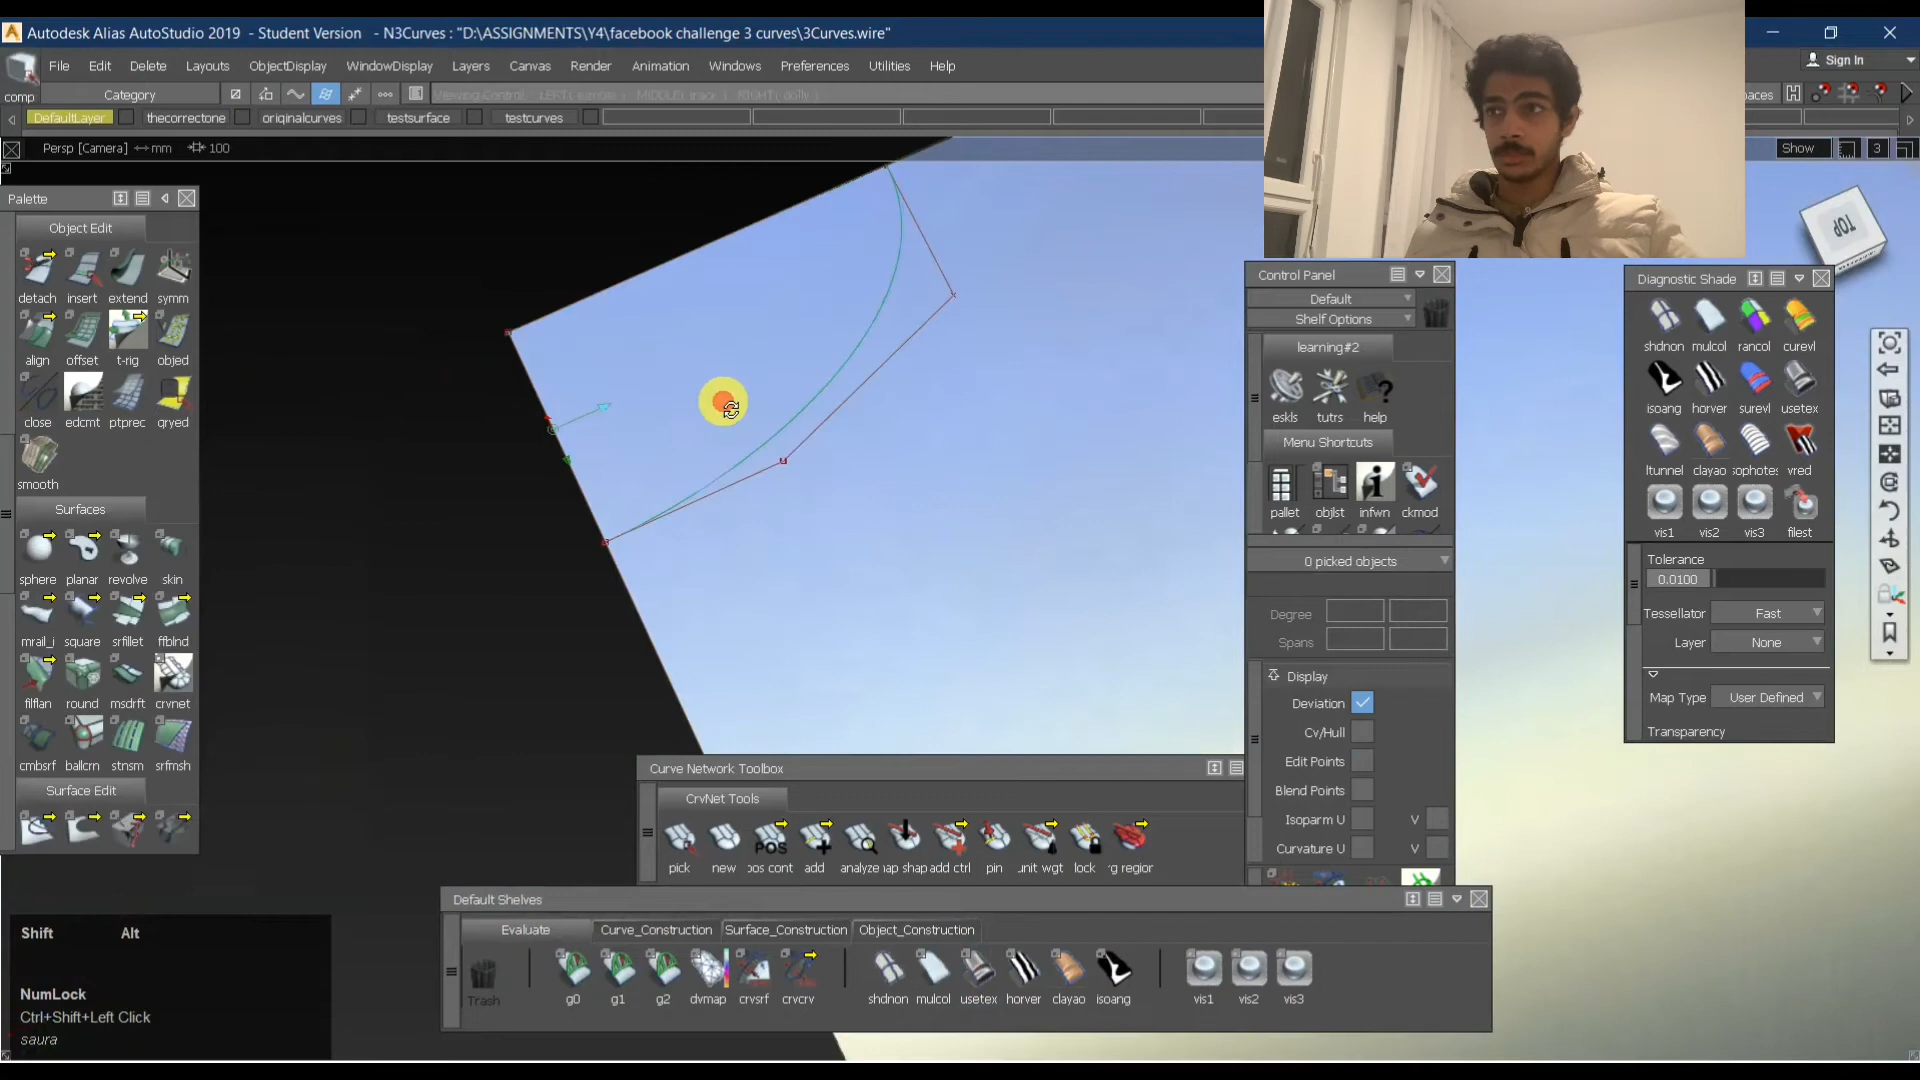 Autodesk Alias AutoStudio 2019 - Student Version - N3Curves : "D:\ASSIGNMENTS\Y4\facebook challenge 3 curves\3Curves.wire"
File Edit Delete Layouts ObjectDisplay WindowDisplay Layers Canvas Render Animation Windows Preferences Utilities Help
Sign In
comp
Category
paces
DefaultLayer thecorrectone originalcurves testsurface testcurves
Persp [Camera] mm 100
Show 3
Palette
Object Edit
detach insert extend symm
align offset t-rig objed
close edcmt ptprec qryed
smooth
Surfaces
sphere planar revolve skin
mrail_i square srfillet ffblnd
filflan round msdrft crvnet
cmbsrf ballcrn stnsm srfmsh
Surface Edit
TOP
Control Panel
Default
Shelf Options
learning#2
eskls tutrs help
Menu Shortcuts
pallet objlst infwn ckmod
0 picked objects
Degree
Spans
Display
Deviation
Cv/Hull
Edit Points
Blend Points
Isoparm U V
Curvature U V
Diagnostic Shade
shdnon mulcol rancol curevl
isoang horver surevl usetex
ltunnel clayao sophotes vred
vis1 vis2 vis3 filest
Tolerance
0.0100
Tessellator Fast
Layer None
Map Type User Defined
Transparency
Curve Network Toolbox
CrvNet Tools
POS
pick new pos cont add analyze nap shap add ctrl pin unit wgt lock rg region
Default Shelves
Evaluate Curve_Construction Surface_Construction Object_Construction
Trash g0 g1 g2 dvmap crvsrf crvcrv shdnon mulcol usetex horver clayao isoang vis1 vis2 vis3
Shift Alt
NumLock
Ctrl+Shift+Left Click
saura